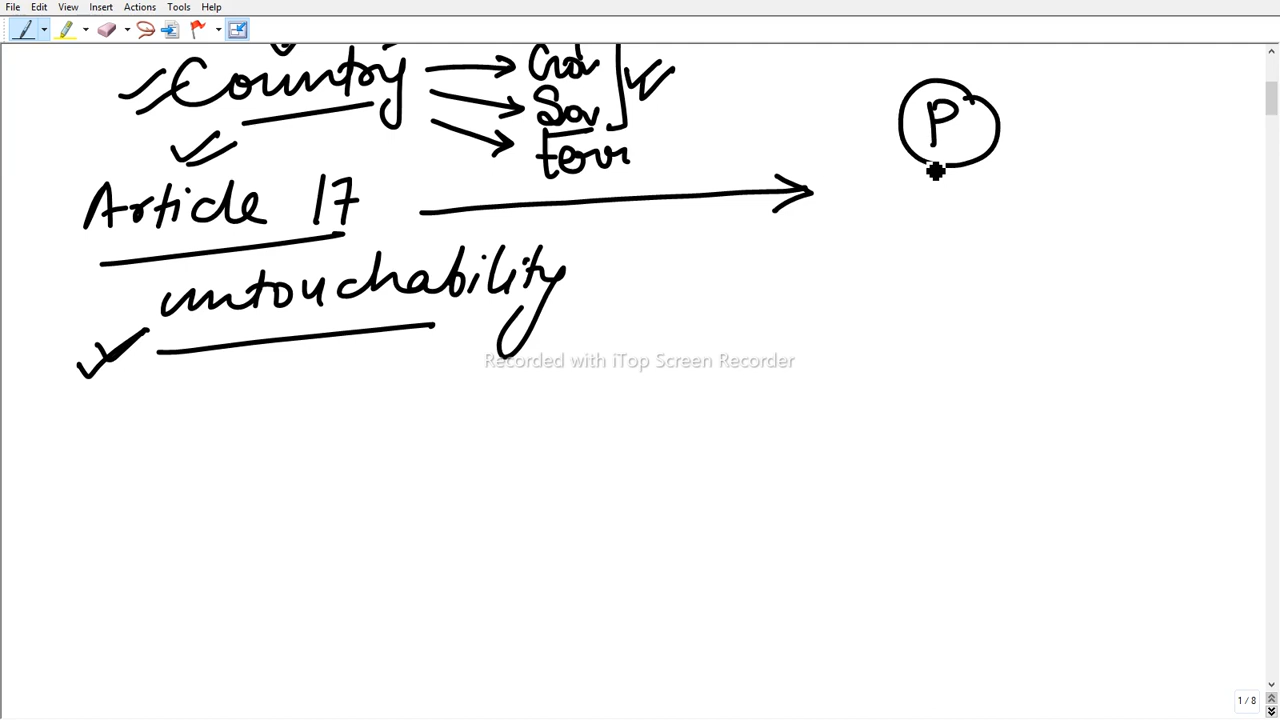 File Edit View Insert Actions Tools Help
Country
Sov
terr
P
Article 17
untouchability
Recorded with iTop Screen Recorder
1 / 8